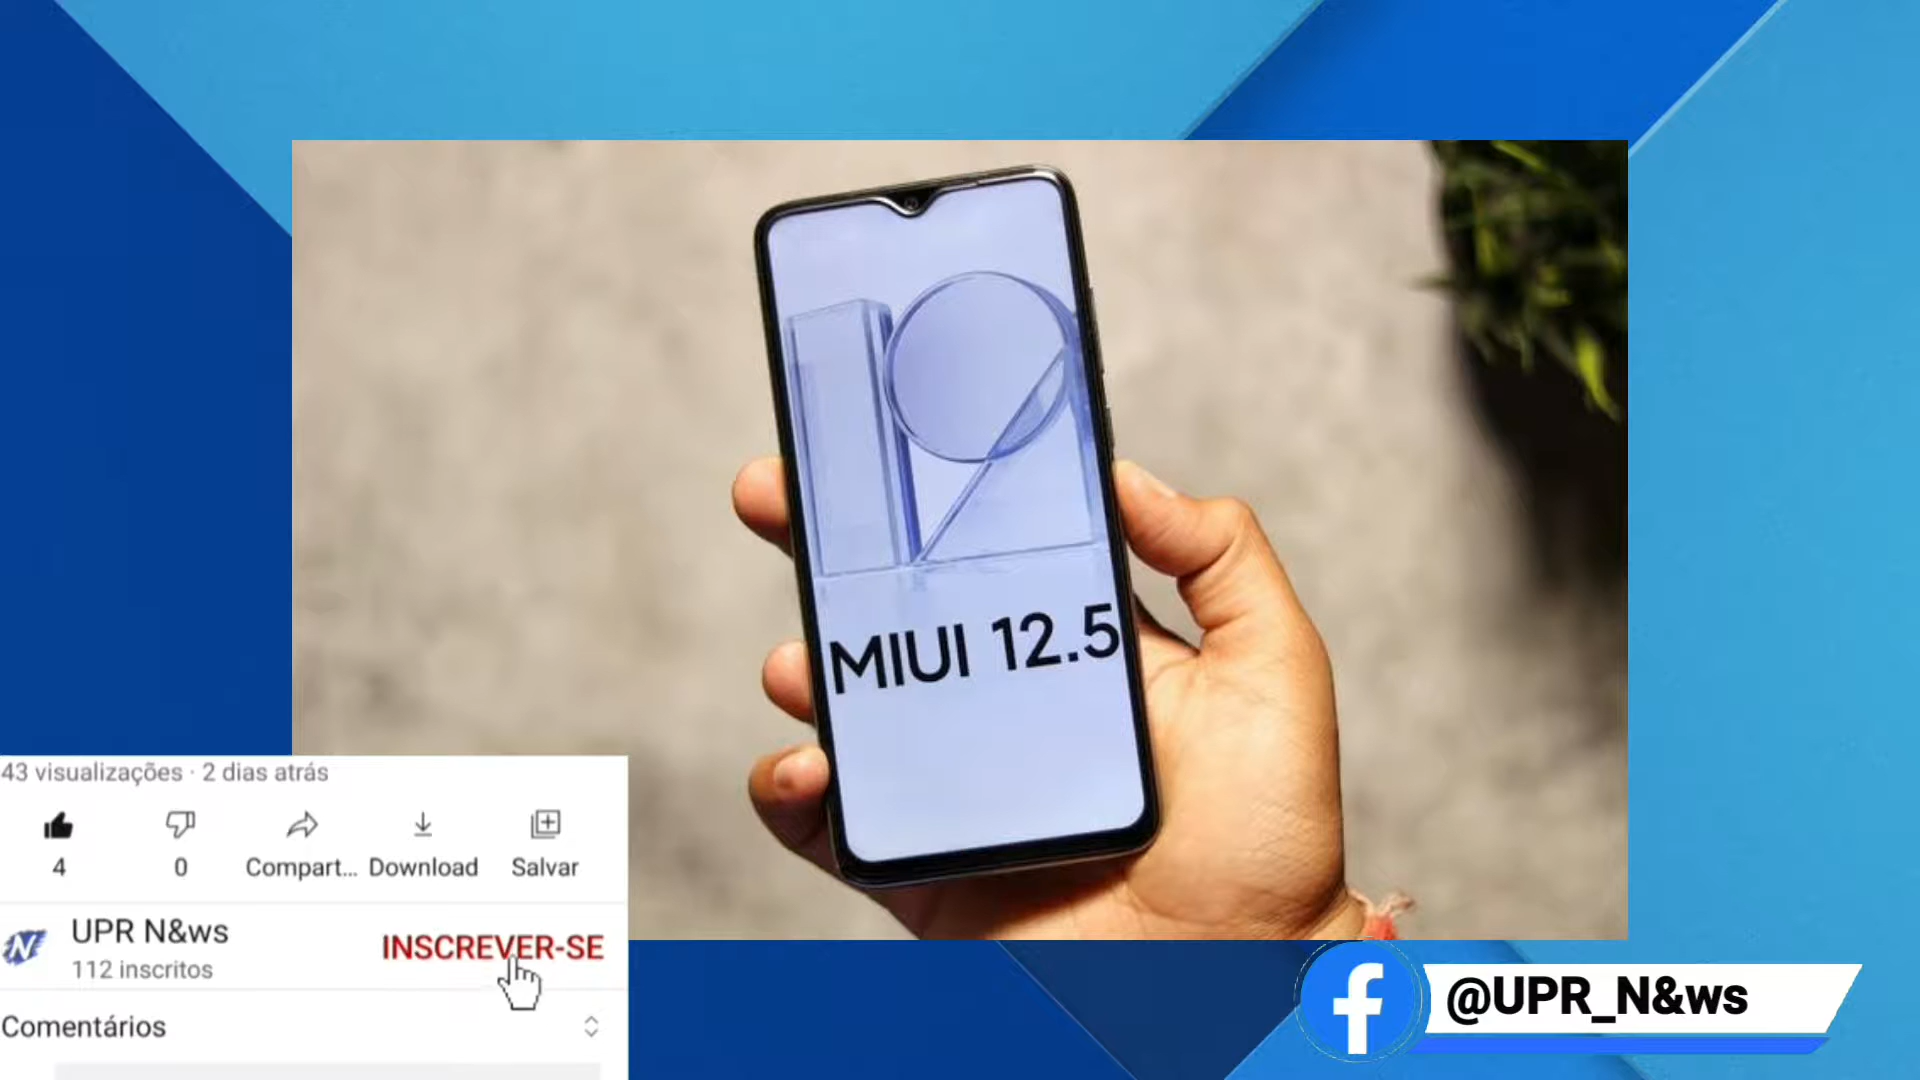 MIUI 12.5
43 visualizações · 2 dias atrás
4
0
Compart...
Download
Salvar
UPR N&ws
112 inscritos
INSCREVER-SE
Comentários
@UPR_N&ws